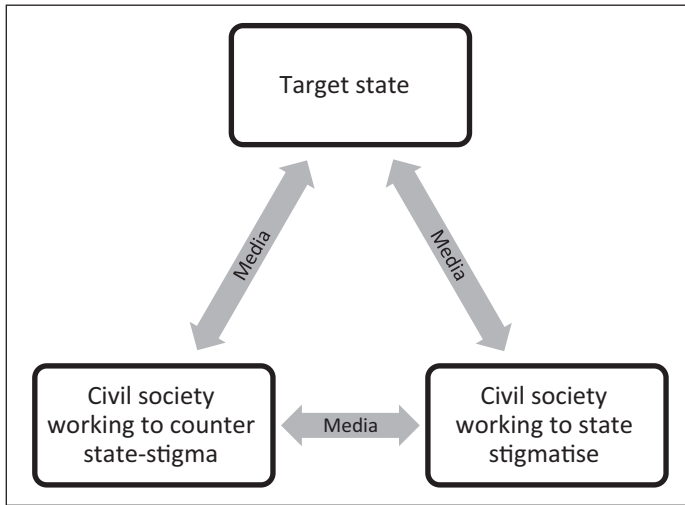 Target state
Media
Media
Civil society
working to counter
state-stigma
Media
Civil society
working to state
stigmatise